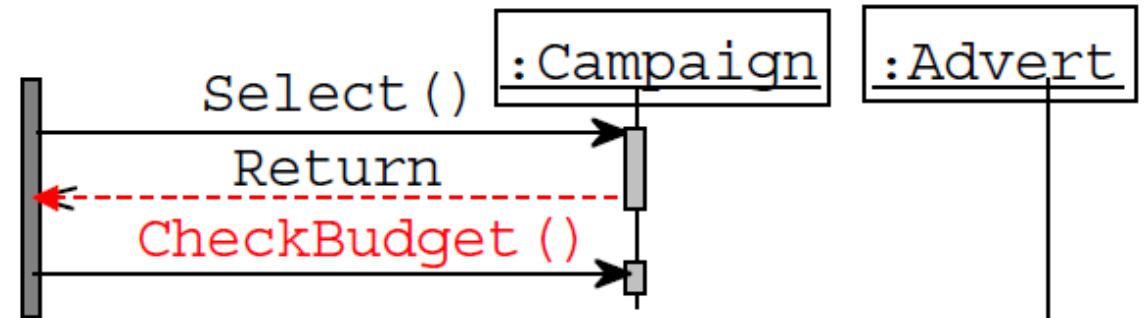 :Campaign
:Advert
Select()
Return
CheckBudget()